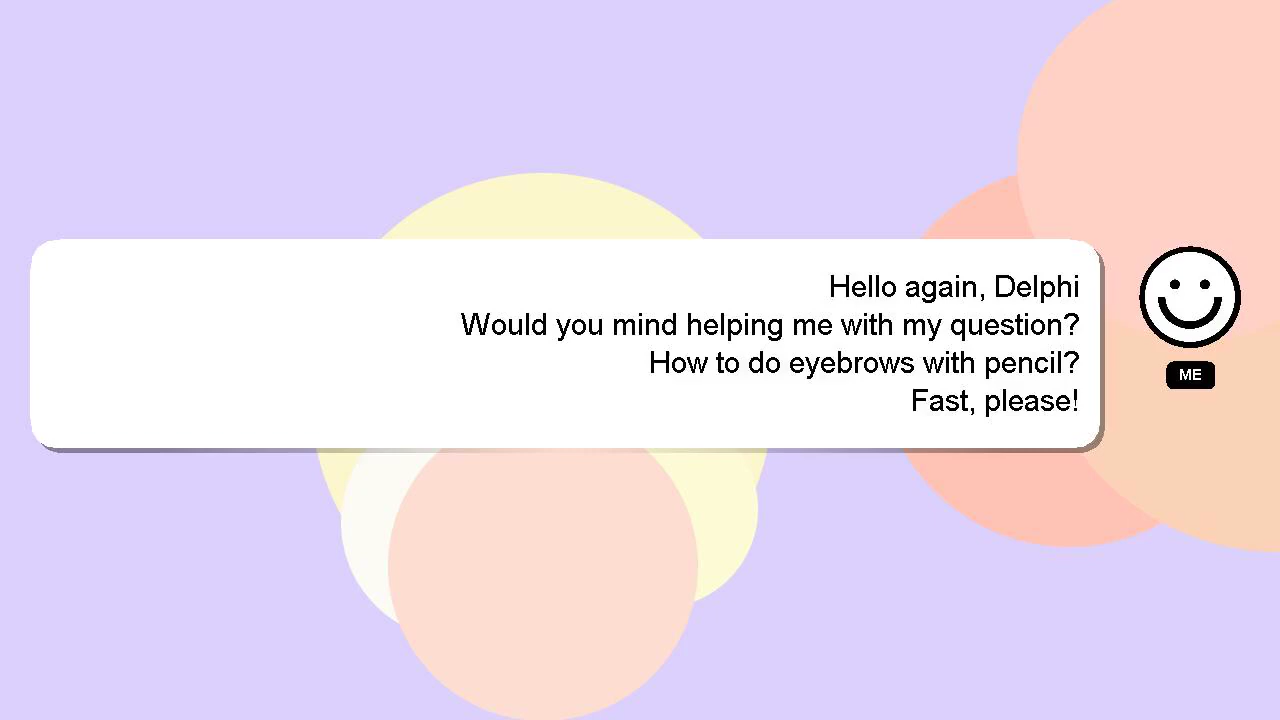 Hello again, Delphi
Would you mind helping me with my question?
How to do eyebrows with pencil?
Fast, please!
ME